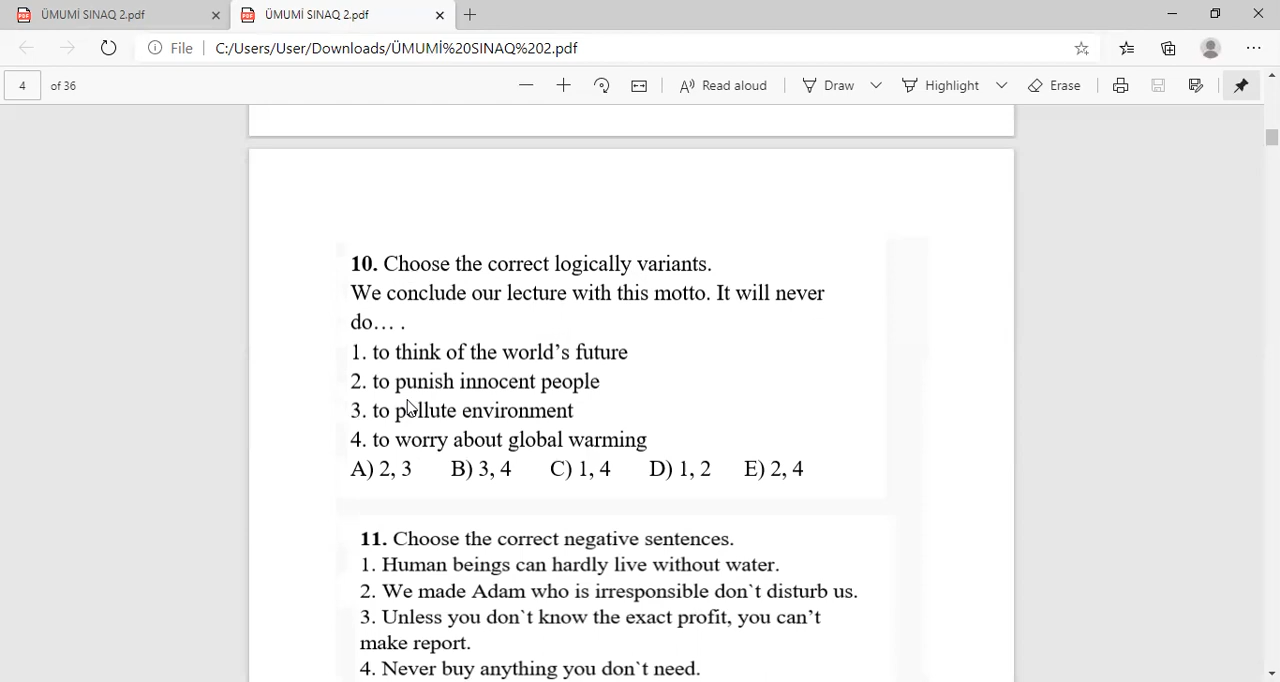 ÜMUMİ SINAQ 2.pdf
ÜMUMİ SINAQ 2.pdf
File C:/Users/User/Downloads/ÜMUMİ%20SINAQ%202.pdf
4 of 36 Read aloud Draw Highlight Erase
10. Choose the correct logically variants.
We conclude our lecture with this motto. It will never
do... .
1. to think of the world’s future
2. to punish innocent people
3. to pollute environment
4. to worry about global warming
A) 2, 3 B) 3, 4 C) 1, 4 D) 1, 2 E) 2, 4
11. Choose the correct negative sentences.
1. Human beings can hardly live without water.
2. We made Adam who is irresponsible don`t disturb us.
3. Unless you don`t know the exact profit, you can’t
make report.
4. Never buy anything you don`t need.